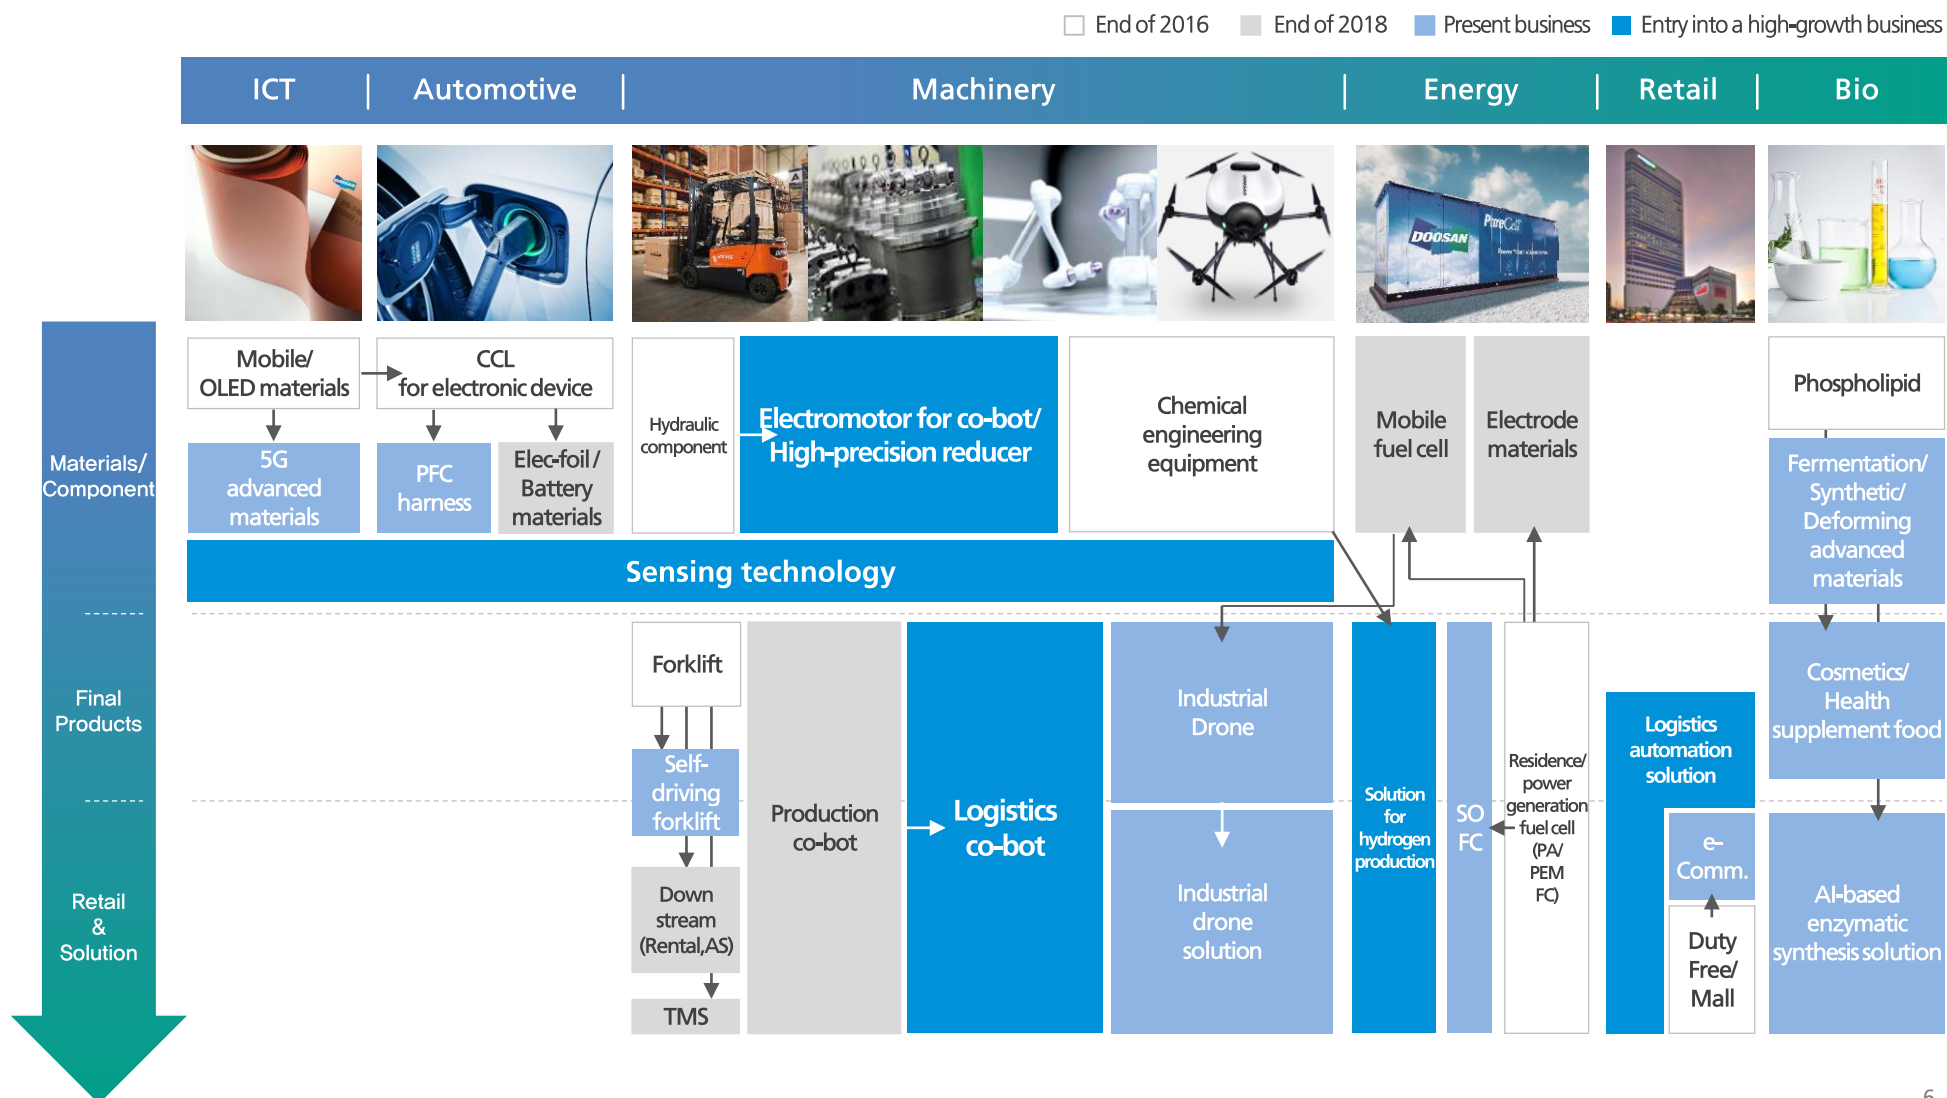 End of 2016
End of 2018
Present business
Entry into a high-growth business
ICT
Automotive
Machinery
Energy
Retail
Bio
DOOSAN
PureCell
Materials/
Component
Final
Products
Retail
&
Solution
Mobile/
OLED materials
CCL
for electronic device
5G
advanced
materials
PFC
harness
Elec-foil /
Battery
materials
Hydraulic
component
Electromotor for co-bot/
High-precision reducer
Chemical
engineering
equipment
Mobile
fuel cell
Electrode
materials
Phospholipid
Fermentation/
Synthetic/
Deforming
advanced
materials
Sensing technology
Forklift
Self-
driving
forklift
Down
stream
(Rental,AS)
TMS
Production
co-bot
Logistics
co-bot
Industrial
Drone
Industrial
drone
solution
Solution
for
hydrogen
production
SO
FC
Residence/
power
generation
fuel cell
(PA/
PEM
FC)
Logistics
automation
solution
e-
Comm.
Duty
Free/
Mall
Cosmetics/
Health
supplement food
AI-based
enzymatic
synthesis solution
6